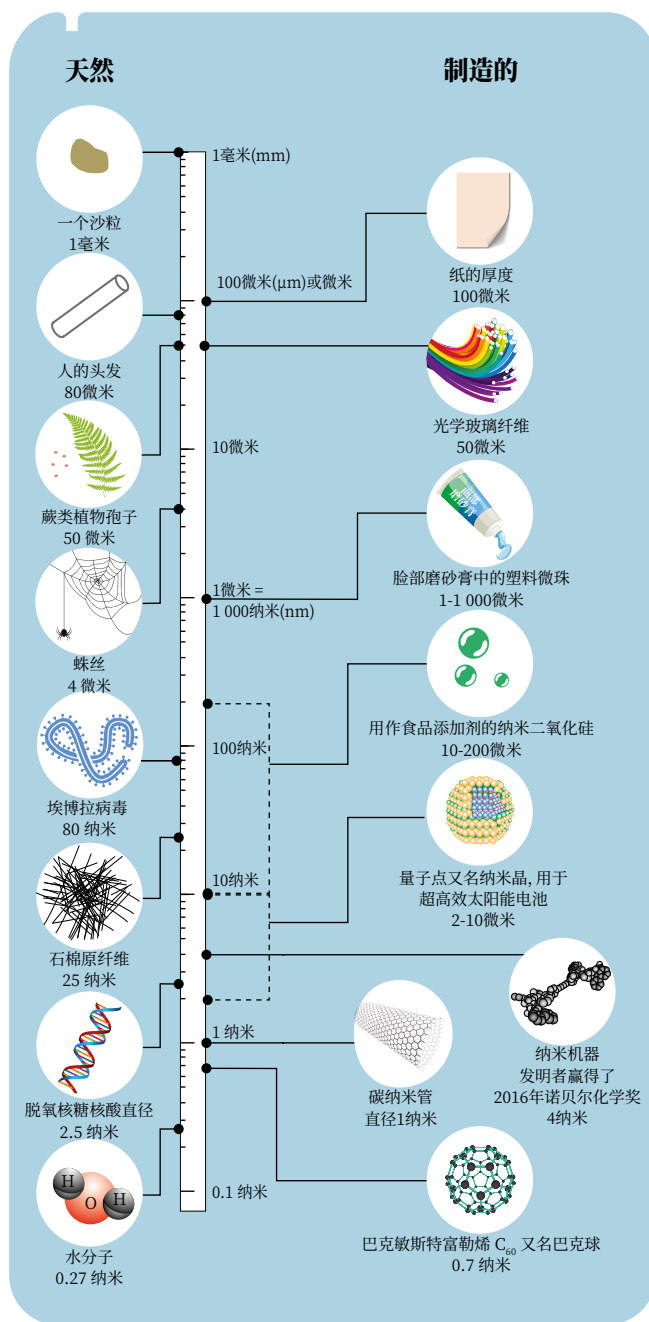 天然
制造的
一个沙粒
1毫米
人的头发
80微米
蕨类植物孢子
50 微米
蛛丝
4 微米
埃博拉病毒
80 纳米
石棉原纤维
25 纳米
脱氧核糖核酸直径
2.5 纳米
H
O
H
水分子
0.27 纳米
1毫米(mm)
100微米(μm)或微米
10微米
1微米 =
1 000纳米(nm)
100纳米
10纳米
1 纳米
0.1 纳米
纸的厚度
100微米
光学玻璃纤维
50微米
脸部磨砂膏中的塑料微珠
1-1 000微米
用作食品添加剂的纳米二氧化硅
10-200微米
量子点又名纳米晶, 用于
超高效太阳能电池
2-10微米
纳米机器
发明者赢得了
2016年诺贝尔化学奖
4纳米
碳纳米管
直径1纳米
巴克敏斯特富勒烯 C60 又名巴克球
0.7 纳米